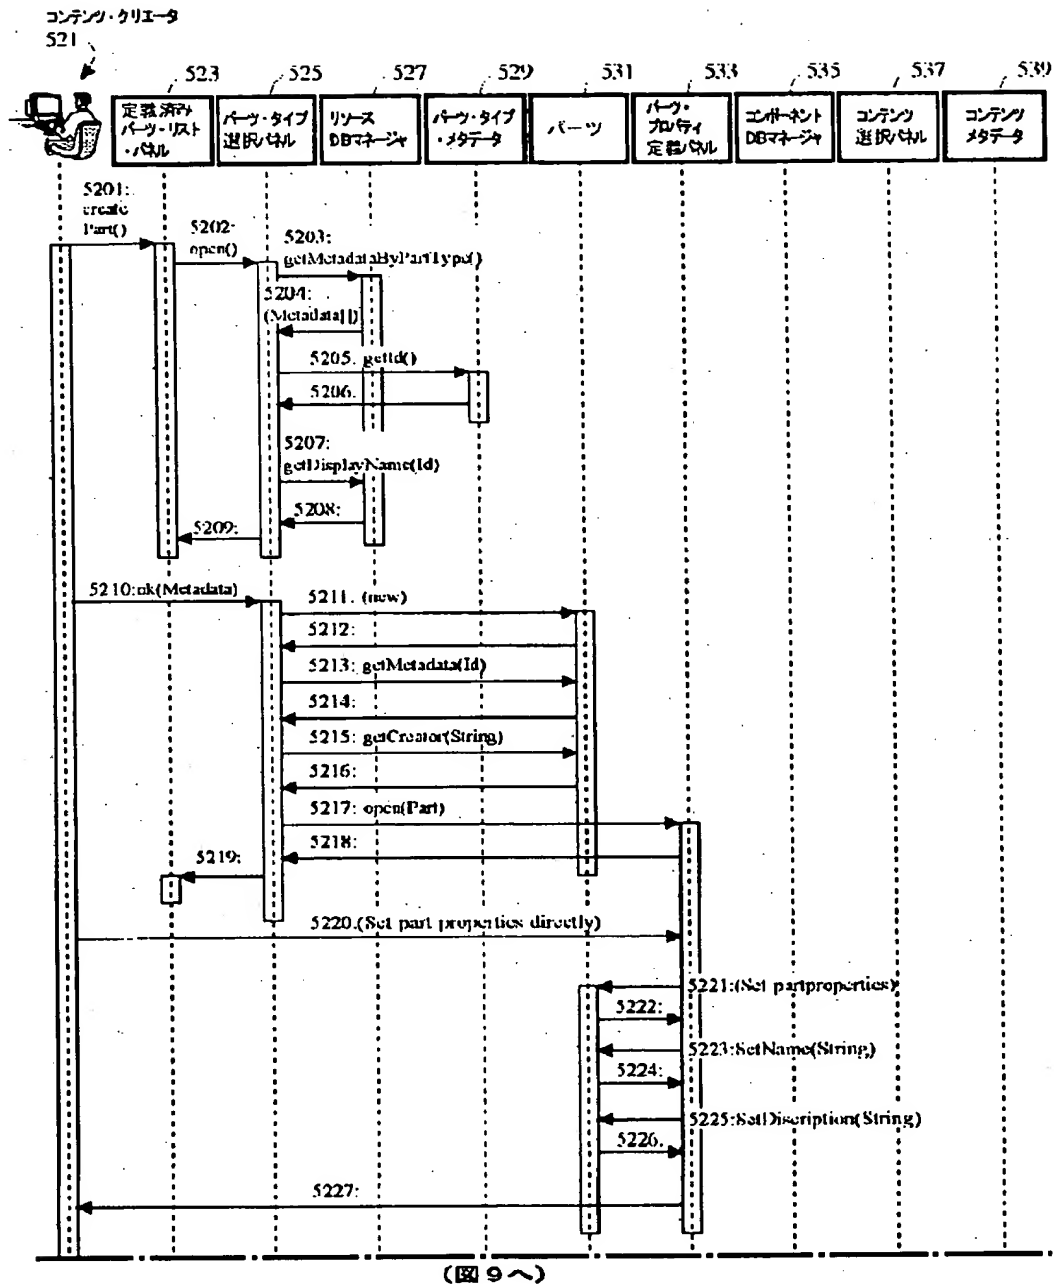 コンテンツ・クリエータ
521
523
525
527
529
531
533
535
537
539
定義済み
パーツ・リスト
・パネル
パーツ・タイプ
選択パネル
リソース
DBマネージャ
パーツ・タイプ
・メタデータ
パーツ
パーツ・
プロパティ
定義パネル
コンポーネント
DBマネージャ
コンテンツ
選択パネル
コンテンツ
メタデータ
5201:
create
Part()
5202:
open()
5203:
getMetadataByPartType()
5204:
(Metadata[])
5205. getId()
5206.
5207:
getDisplayName(Id)
5208:
5209:
5210:ok(Metadata)
5211. (new)
5212:
5213: getMetadata(Id)
5214:
5215: getCreator(String)
5216:
5217: open(Part)
5218:
5219:
5220.(Set part properties directly)
5221:(Set partproperties)
5222:
5223:SetName(String)
5224:
5225:SetDiscription(String)
5226.
5227:
(図9へ)